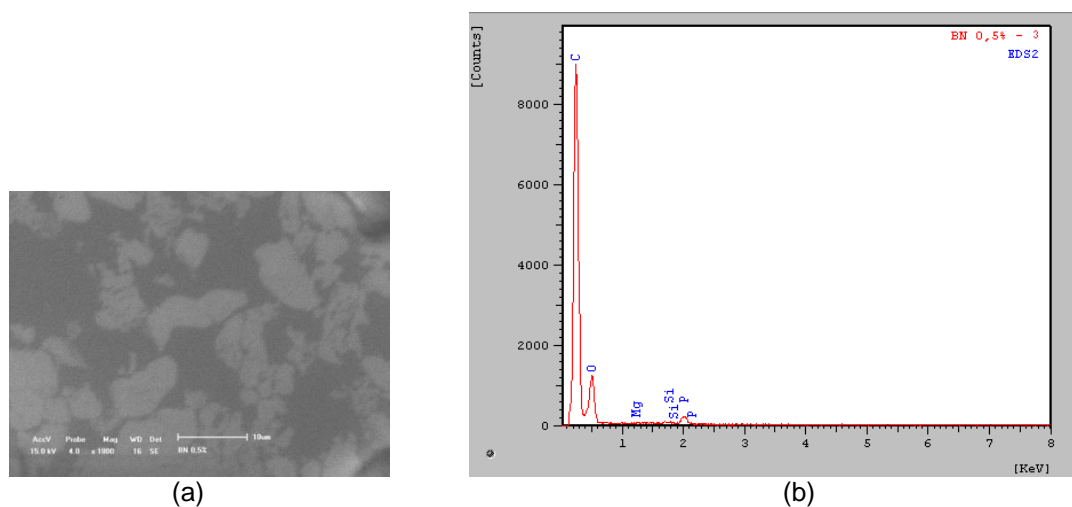 AccV Probe Mag WD Det 10um
15.0 kV 4.0 x 1800 16 SE BN 0,5%
(a)
[Counts]
BN 0,5% - 3
EDS2
C
8000
6000
4000
2000
0
O
Mg
Si
Si
P
P
1 2 3 4 5 6 7 8
[KeV]
(b)